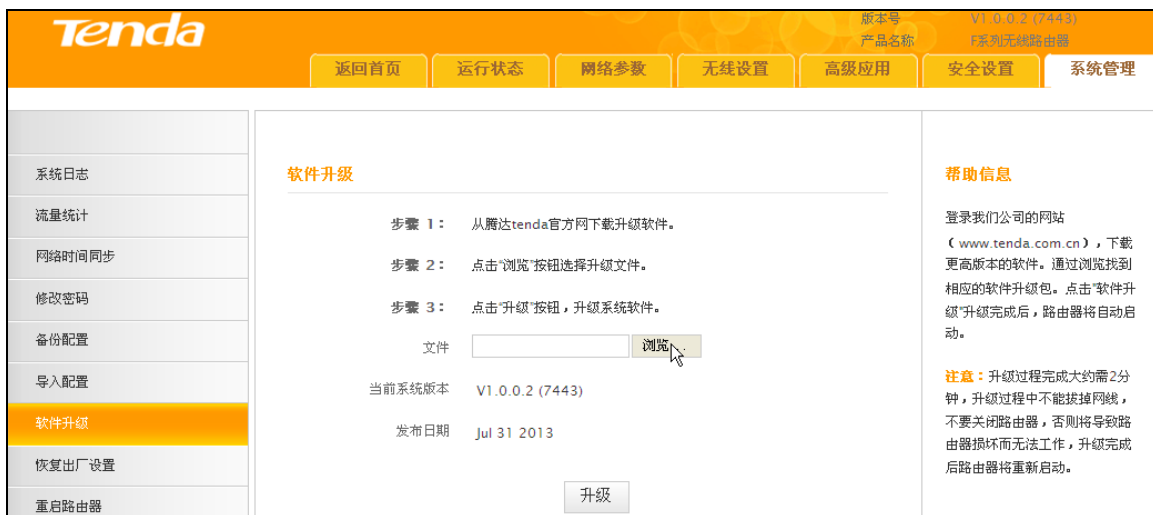 Tenda
版本号 V1.0.0.2 (7443)
产品名称 F系列无线路由器
返回首页 运行状态 网络参数 无线设置 高级应用 安全设置 系统管理
系统日志
流量统计
网络时间同步
修改密码
备份配置
导入配置
软件升级
恢复出厂设置
重启路由器
软件升级
步骤 1： 从腾达tenda官方网下载升级软件。
步骤 2： 点击"浏览"按钮选择升级文件。
步骤 3： 点击"升级"按钮，升级系统软件。
文件 浏览...
当前系统版本 V1.0.0.2 (7443)
发布日期 Jul 31 2013
升级
帮助信息
登录我们公司的网站
（www.tenda.com.cn），下载
更高版本的软件。通过浏览找到
相应的软件升级包。点击"软件升
级"升级完成后，路由器将自动启
动。
注意：升级过程完成大约需2分
钟，升级过程中不能拔掉网线，
不要关闭路由器，否则将导致路
由器损坏而无法工作，升级完成
后路由器将重新启动。